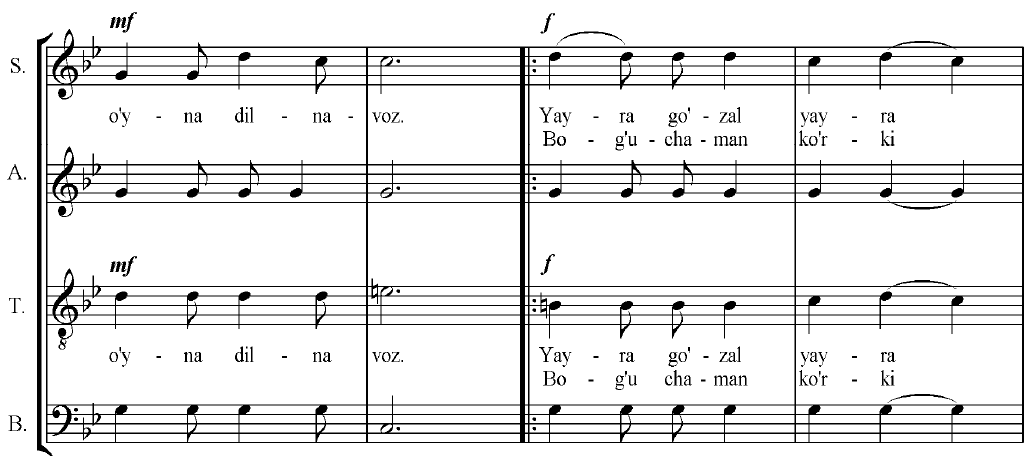 mf f
S.
o'y - na dil - na - voz. Yay - ra go' - zal yay - ra
Bo - g'u - cha - man ko'r - ki
A.
mf f
T.
8
o'y - na dil - na voz. Yay - ra go' - zal yay - ra
Bo - g'u cha - man ko'r - ki
B.